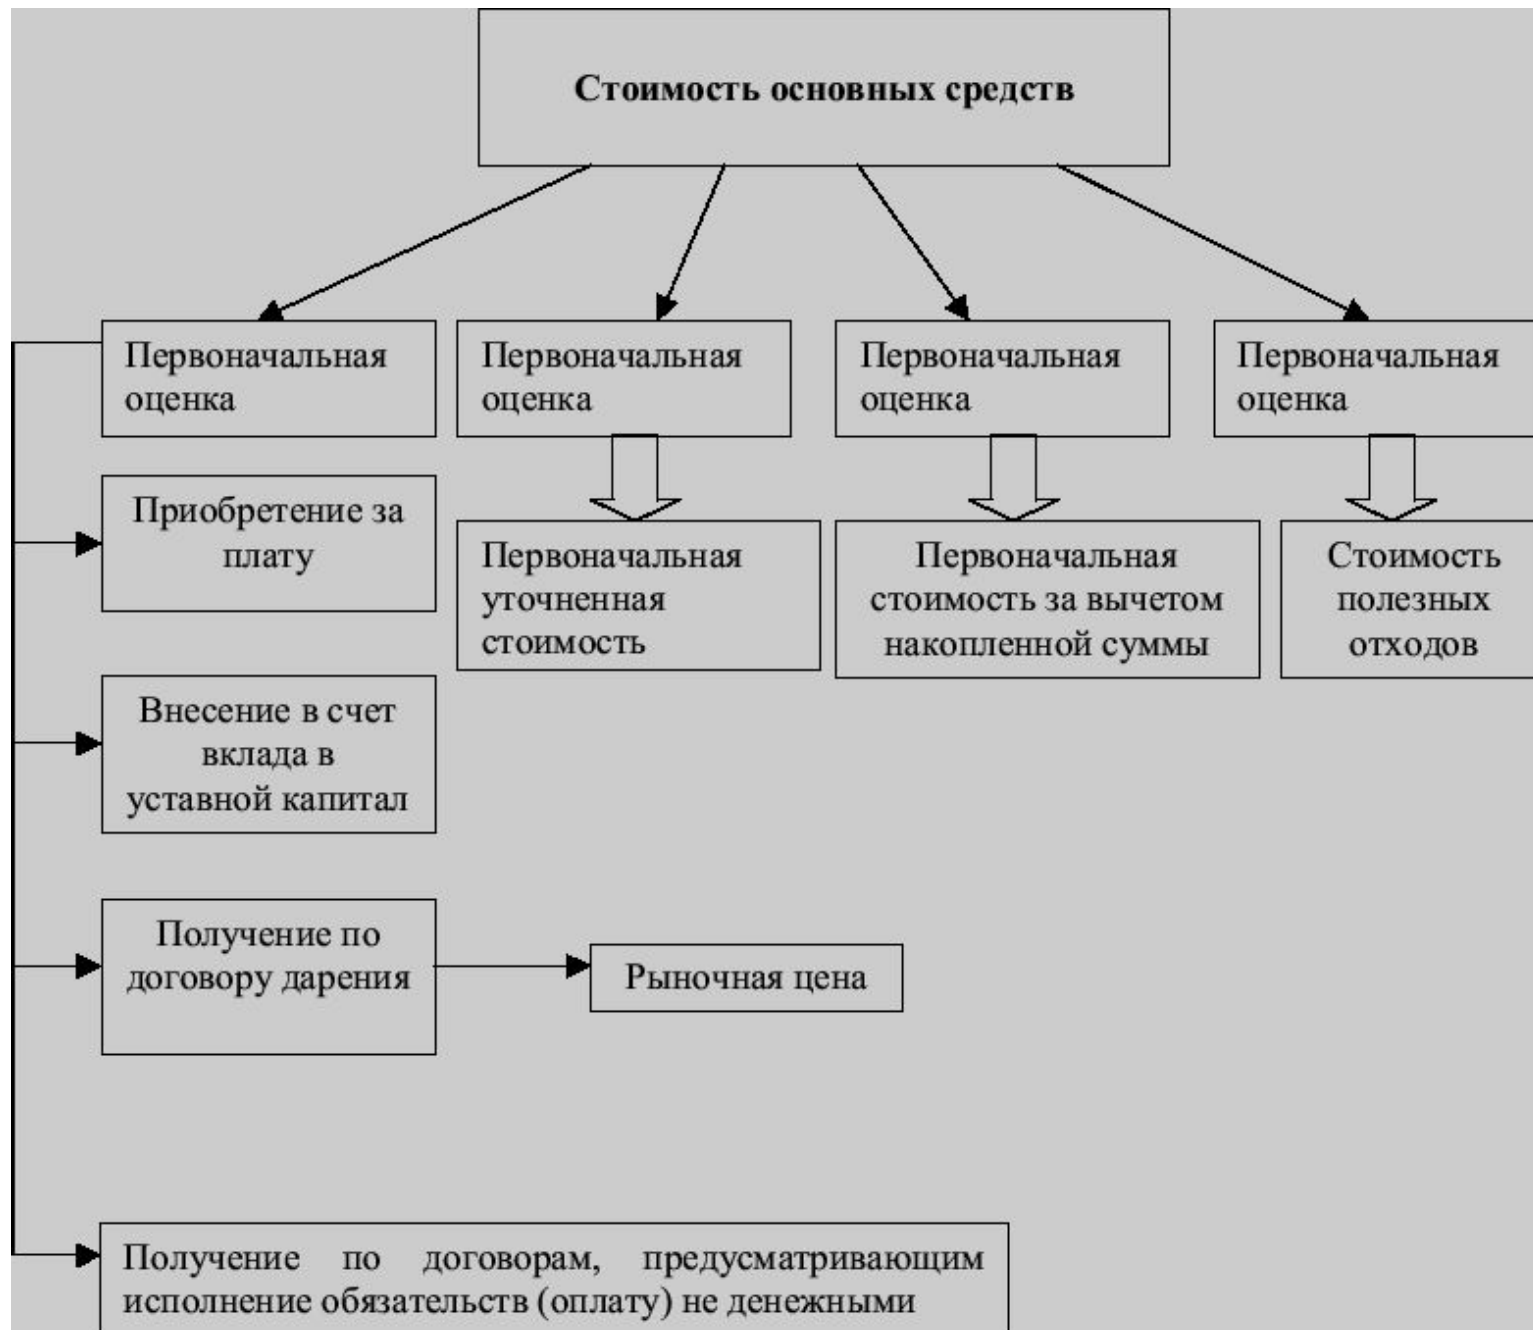 Стоимость основных средств
Первоначальная
оценка
Первоначальная
оценка
Первоначальная
оценка
Первоначальная
оценка
Приобретение за
плату
Первоначальная
уточненная
стоимость
Первоначальная
стоимость за вычетом
накопленной суммы
Стоимость
полезных
отходов
Внесение в счет
вклада в
уставной капитал
Получение по
договору дарения
Рыночная цена
Получение по договорам, предусматривающим
исполнение обязательств (оплату) не денежными